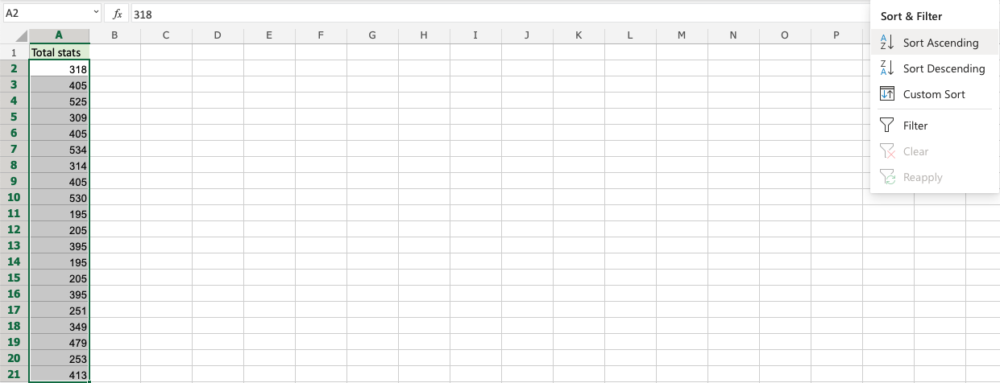 A2 fx 318
Sort & Filter
Sort Ascending
Sort Descending
Custom Sort
Filter
Clear
Reapply
A B C D E F G H I J K L M N O P
1 Total stats
2 318
3 405
4 525
5 309
6 405
7 534
8 314
9 405
10 530
11 195
12 205
13 395
14 195
15 205
16 395
17 251
18 349
19 479
20 253
21 413